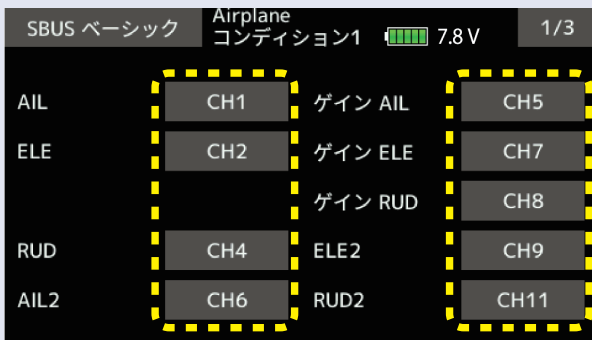 SBUS ベーシック
Airplane
コンディション1
7.8 V
1/3
AIL CH1 ゲイン AIL CH5
ELE CH2 ゲイン ELE CH7
ゲイン RUD CH8
RUD CH4 ELE2 CH9
AIL2 CH6 RUD2 CH11